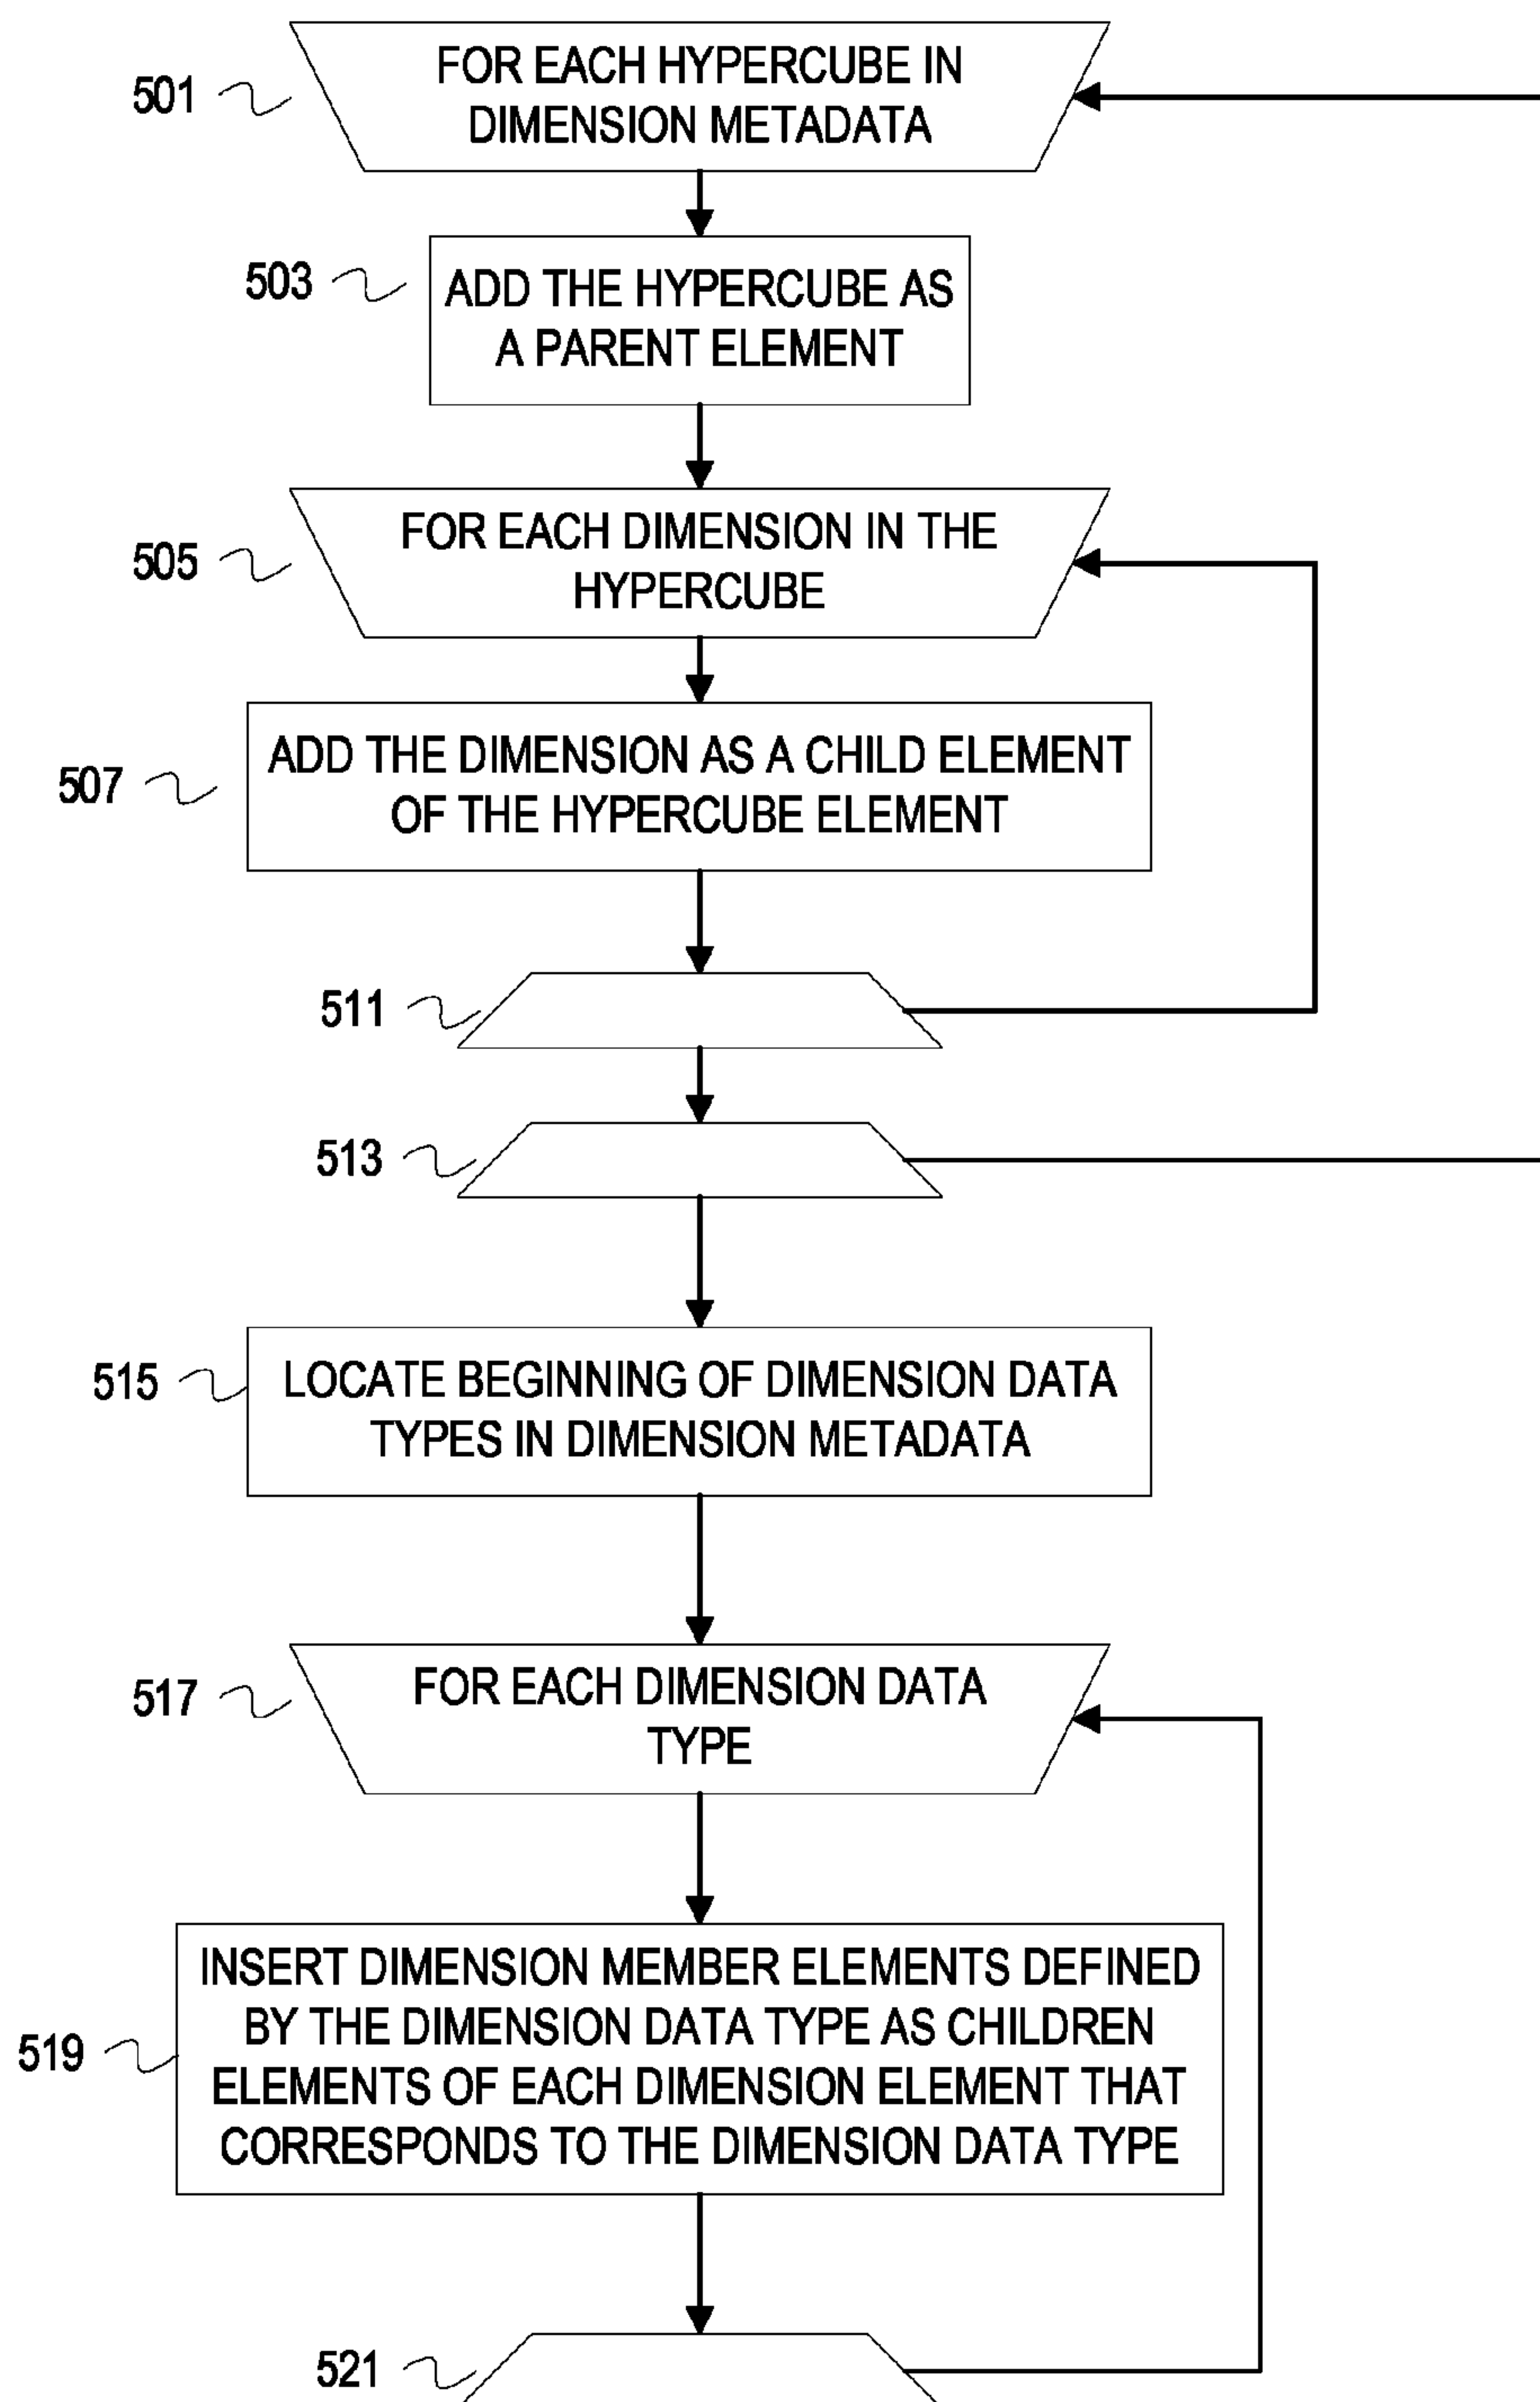 501
FOR EACH HYPERCUBE IN
DIMENSION METADATA
503
ADD THE HYPERCUBE AS
A PARENT ELEMENT
505
FOR EACH DIMENSION IN THE
HYPERCUBE
507
ADD THE DIMENSION AS A CHILD ELEMENT
OF THE HYPERCUBE ELEMENT
511
513
515
LOCATE BEGINNING OF DIMENSION DATA
TYPES IN DIMENSION METADATA
517
FOR EACH DIMENSION DATA
TYPE
519
INSERT DIMENSION MEMBER ELEMENTS DEFINED
BY THE DIMENSION DATA TYPE AS CHILDREN
ELEMENTS OF EACH DIMENSION ELEMENT THAT
CORRESPONDS TO THE DIMENSION DATA TYPE
521